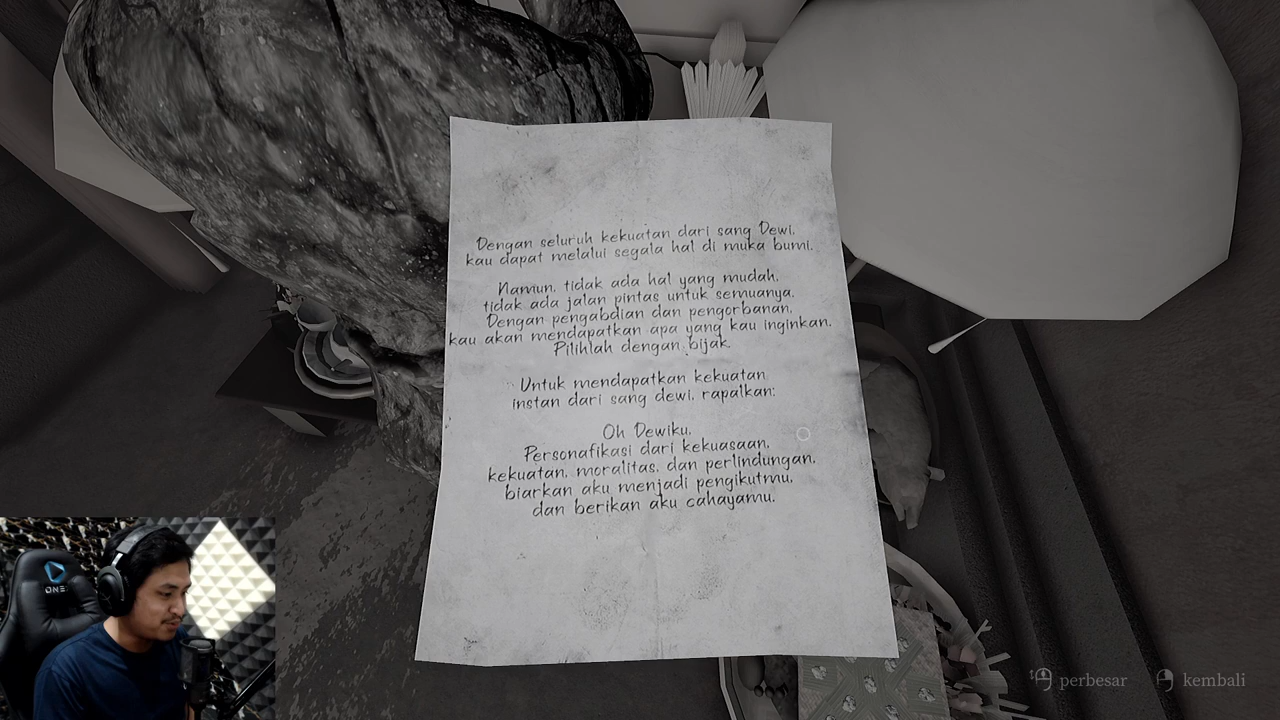 Dengan seluruh kekuatan dari sang Dewi,
kau dapat melalui segala hal di muka bumi.
Namun, tidak ada hal yang mudah,
tidak ada jalan pintas untuk semuanya.
Dengan pengabdian dan pengorbanan,
kau akan mendapatkan apa yang kau inginkan.
Pilihlah dengan bijak.
Untuk mendapatkan kekuatan
instan dari sang dewi, rapalkan:
Oh Dewiku,
Personafikasi dari kekuasaan,
kekuatan, moralitas, dan perlindungan,
biarkan aku menjadi pengikutmu,
dan berikan aku cahayamu.
ONE
perbesar
kembali